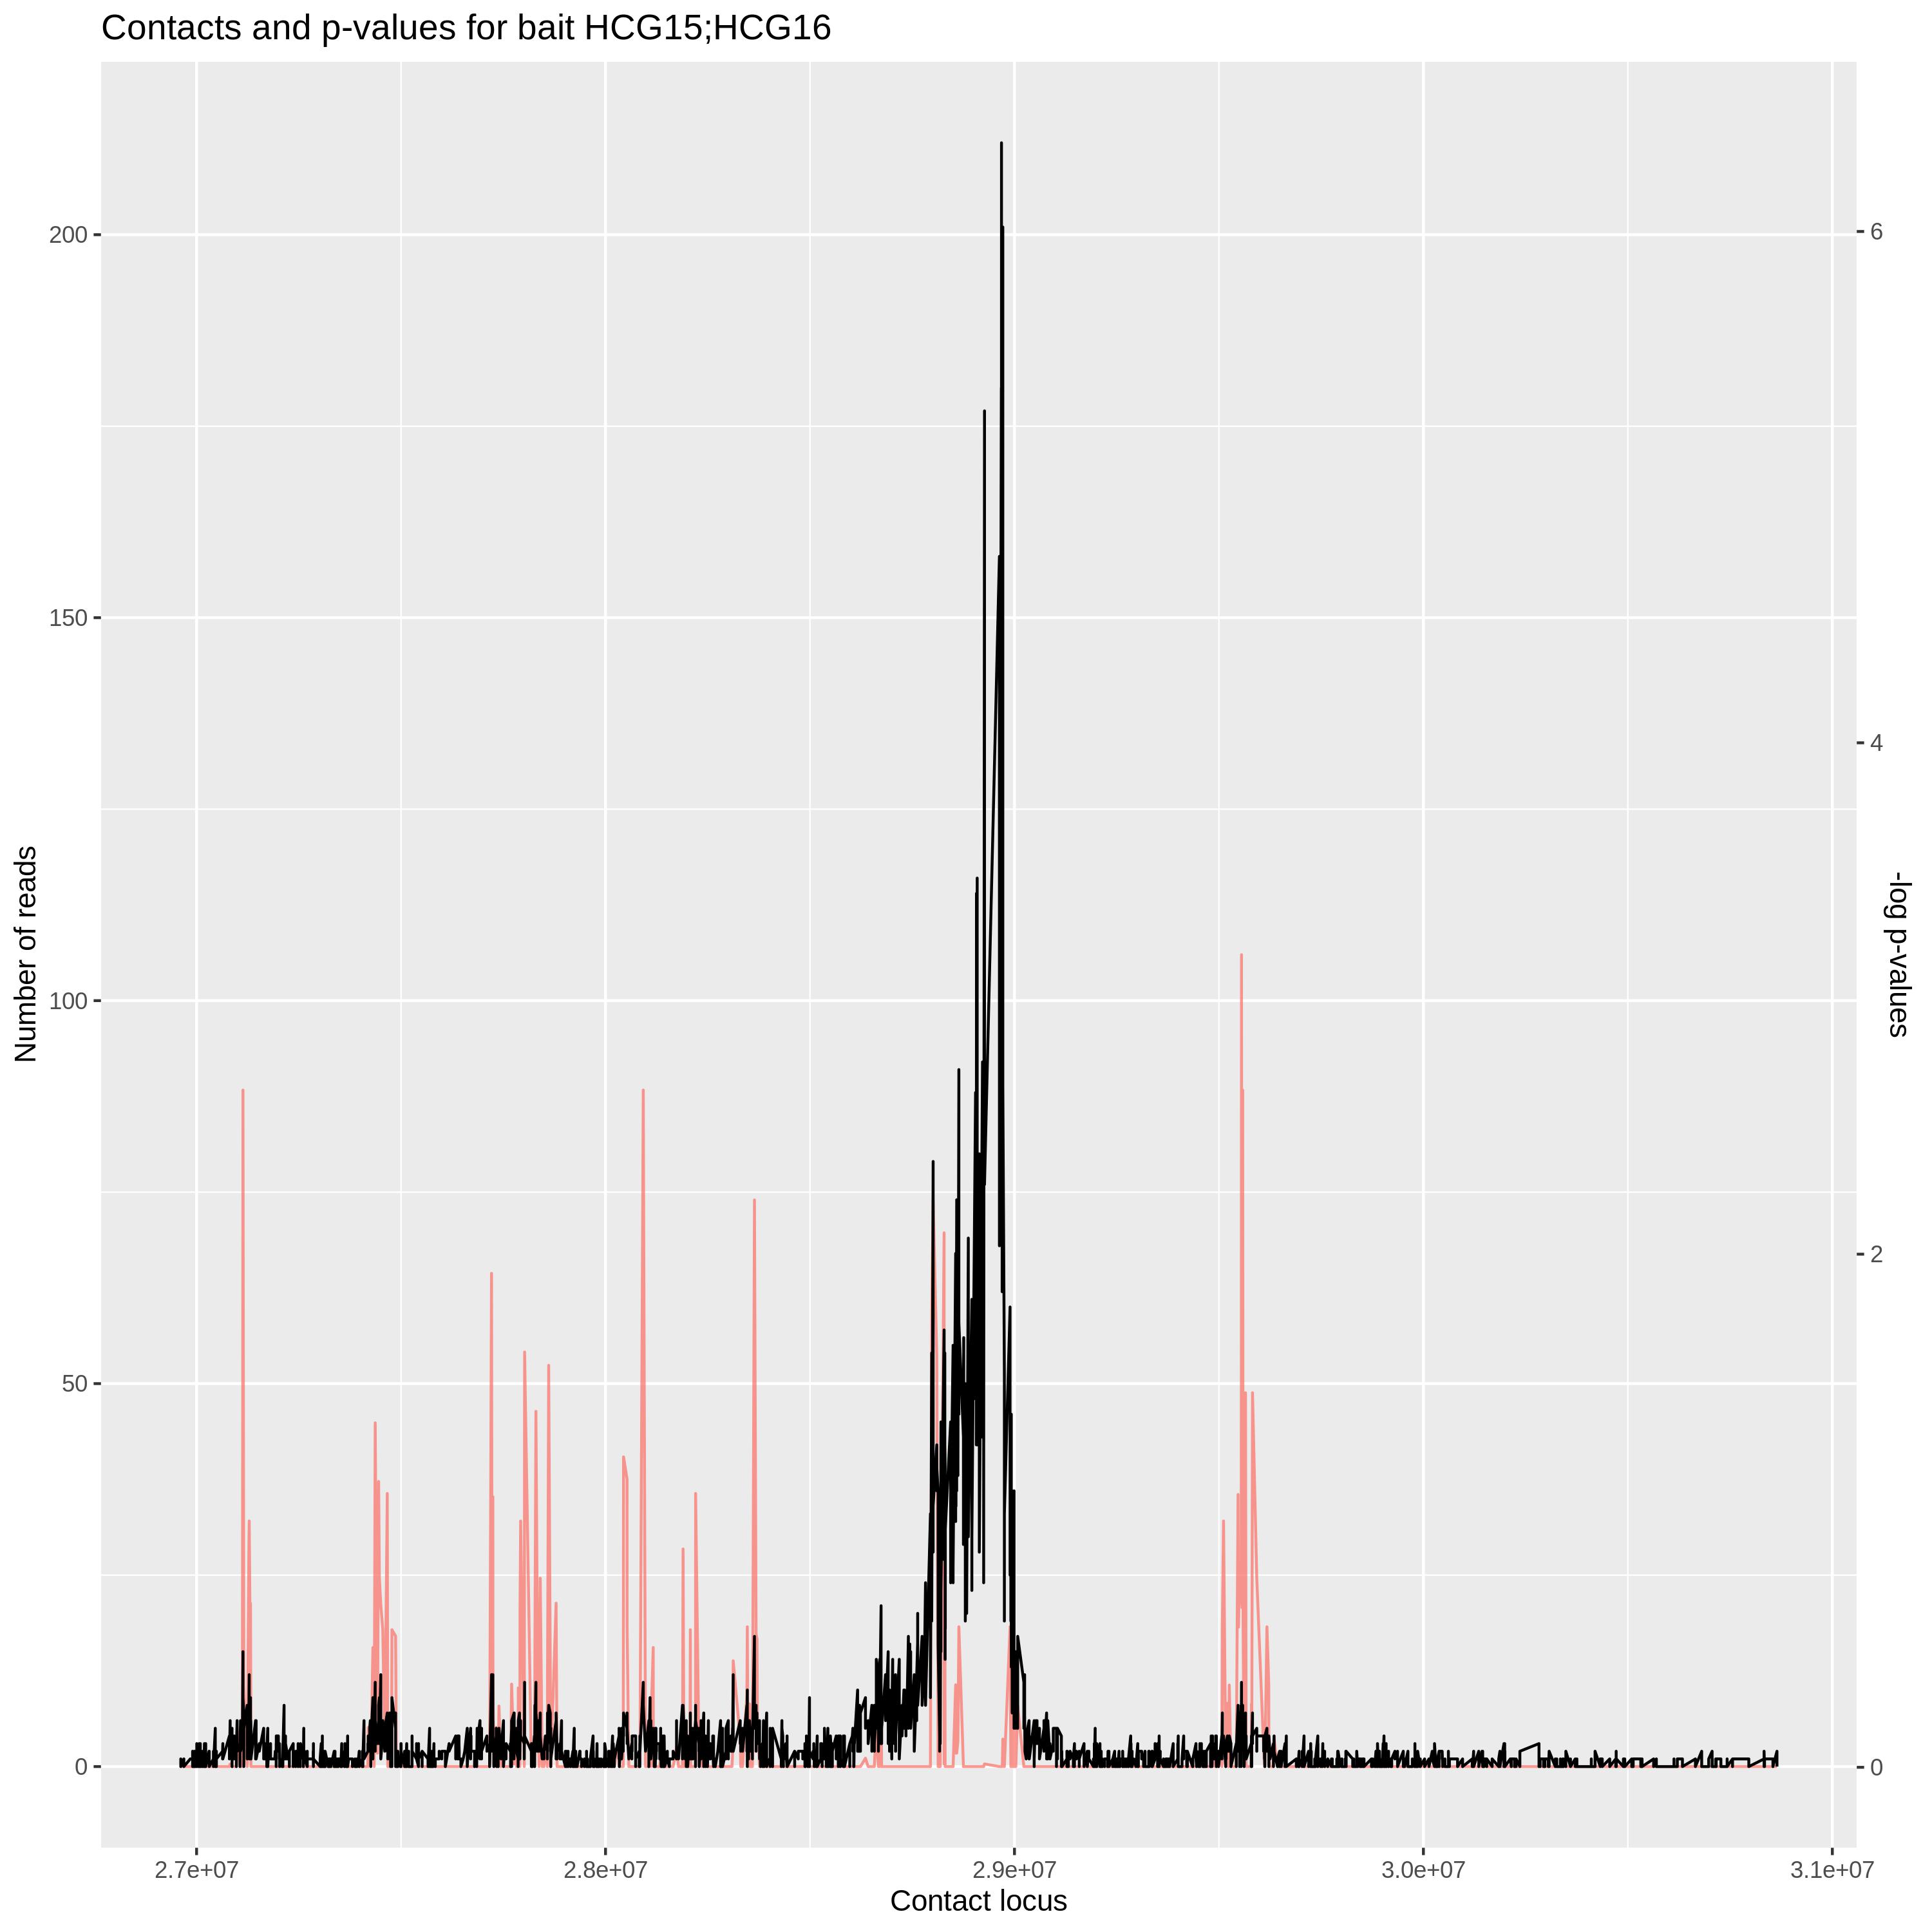 Contacts and p-values for bait HCG15;HCG16
200
150
100
50
0
Number of reads
6
4
2
0
-log p-values
2.7e+07
2.8e+07
2.9e+07
3.0e+07
3.1e+07
Contact locus